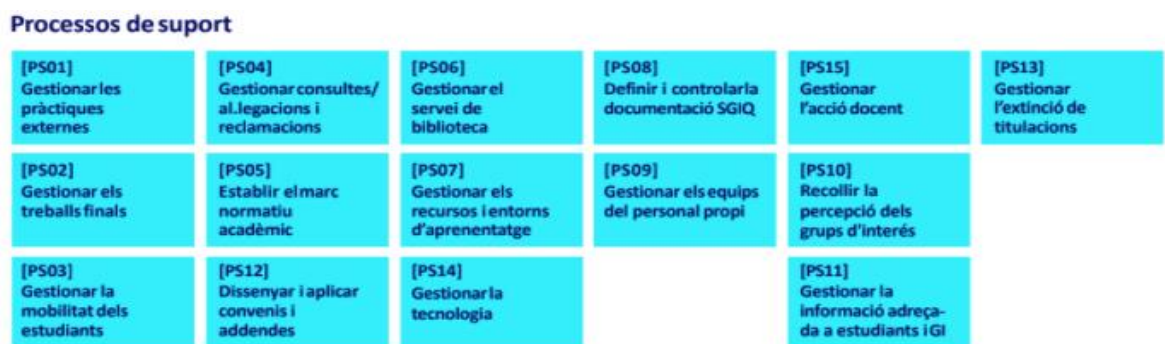 Processos de suport
[PS01]
Gestionar les
pràctiques
externes
[PS04]
Gestionar consultes/
al.legacions i
reclamacions
[PS06]
Gestionar el
servei de
biblioteca
[PS08]
Definir i controlar la
documentació SGIQ
[PS15]
Gestionar
l'acció docent
[PS13]
Gestionar
l'extinció de
titulacions
[PS02]
Gestionar els
treballs finals
[PS05]
Establir el marc
normatiu
acadèmic
[PS07]
Gestionar els
recursos i entorns
d'aprenentatge
[PS09]
Gestionar els equips
del personal propi
[PS10]
Recollir la
percepció dels
grups d'interés
[PS03]
Gestionar la
mobilitat dels
estudiants
[PS12]
Dissenyar i aplicar
convenis i
addendes
[PS14]
Gestionar la
tecnologia
[PS11]
Gestionar la
informació adreça-
da a estudiants i GI